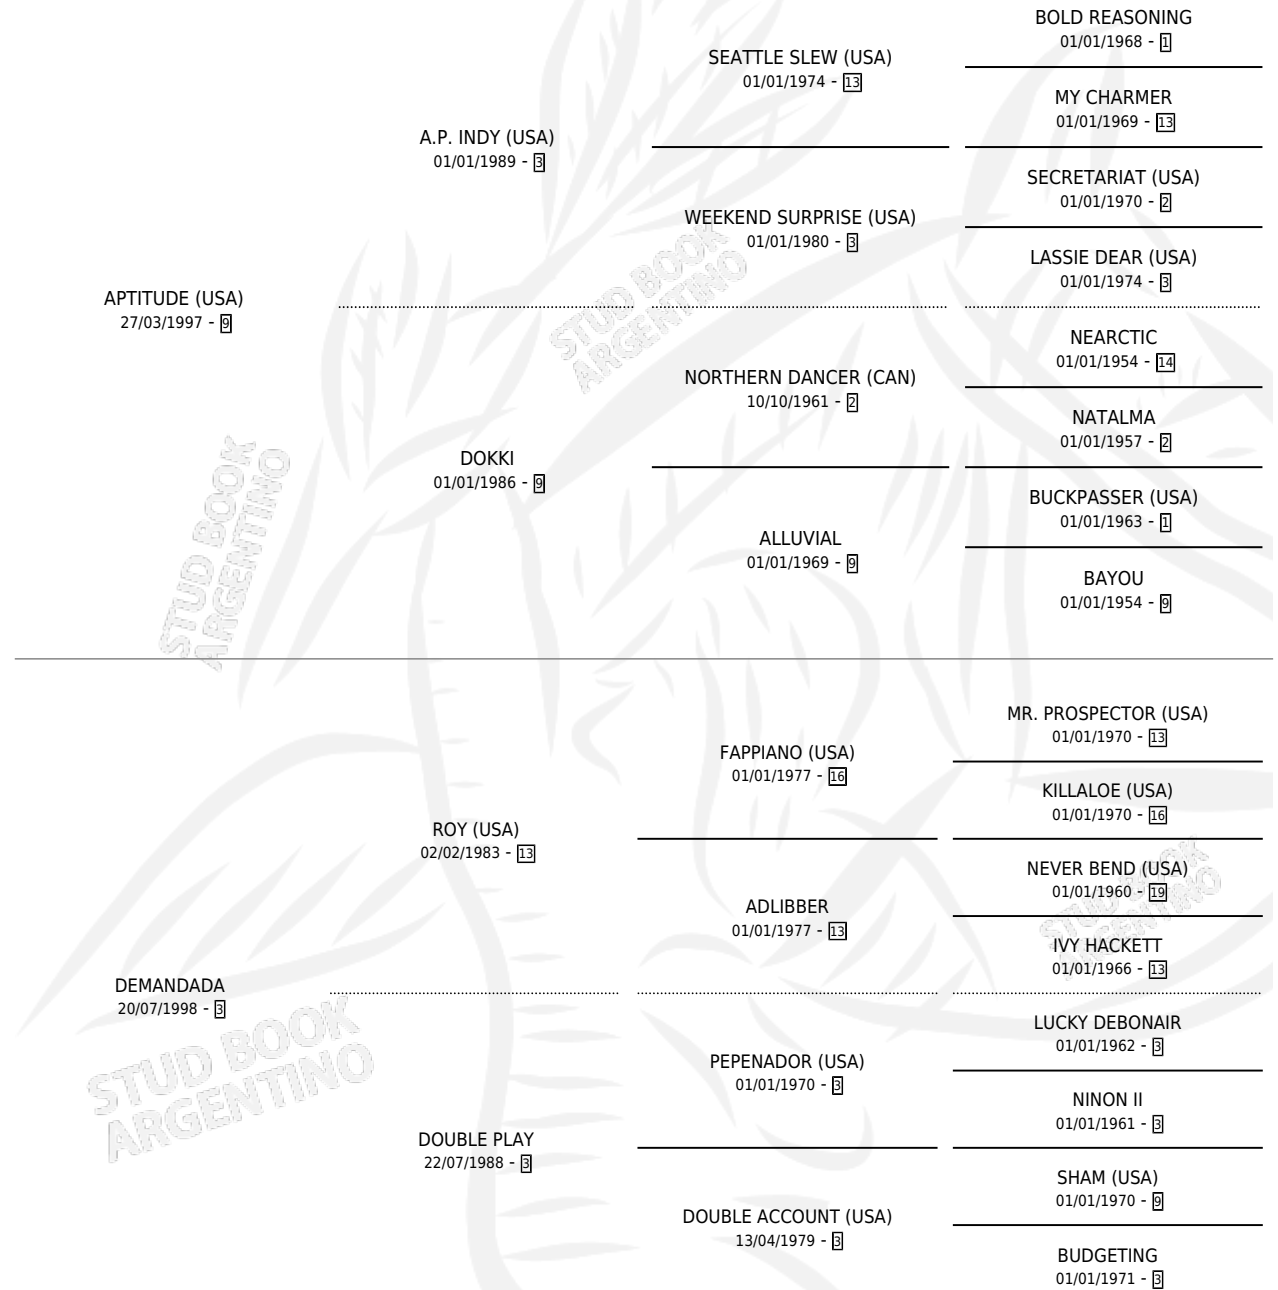 BOLD REASONING
01/01/1968 - 1
SEATTLE SLEW (USA)
01/01/1974 - 13
MY CHARMER
01/01/1969 - 13
A.P. INDY (USA)
01/01/1989 - 3
SECRETARIAT (USA)
01/01/1970 - 2
WEEKEND SURPRISE (USA)
01/01/1980 - 3
LASSIE DEAR (USA)
01/01/1974 - 3
STUD BOOK
ARGENTINO
APTITUDE (USA)
27/03/1997 - 9
NEARCTIC
01/01/1954 - 14
NORTHERN DANCER (CAN)
10/10/1961 - 2
NATALMA
01/01/1957 - 2
DOKKI
01/01/1986 - 9
BUCKPASSER (USA)
01/01/1963 - 1
ALLUVIAL
01/01/1969 - 9
BAYOU
01/01/1954 - 9
STUD BOOK
ARGENTINO
MR. PROSPECTOR (USA)
01/01/1970 - 13
FAPPIANO (USA)
01/01/1977 - 16
KILLALOE (USA)
01/01/1970 - 16
ROY (USA)
02/02/1983 - 13
NEVER BEND (USA)
01/01/1960 - 19
ADLIBBER
01/01/1977 - 13
IVY HACKETT
01/01/1966 - 13
STUD BOOK
ARGENTINO
DEMANDADA
20/07/1998 - 3
LUCKY DEBONAIR
01/01/1962 - 3
PEPENADOR (USA)
01/01/1970 - 3
NINON II
01/01/1961 - 3
STUD BOOK
ARGENTINO
DOUBLE PLAY
22/07/1988 - 3
SHAM (USA)
01/01/1970 - 9
DOUBLE ACCOUNT (USA)
13/04/1979 - 3
BUDGETING
01/01/1971 - 3